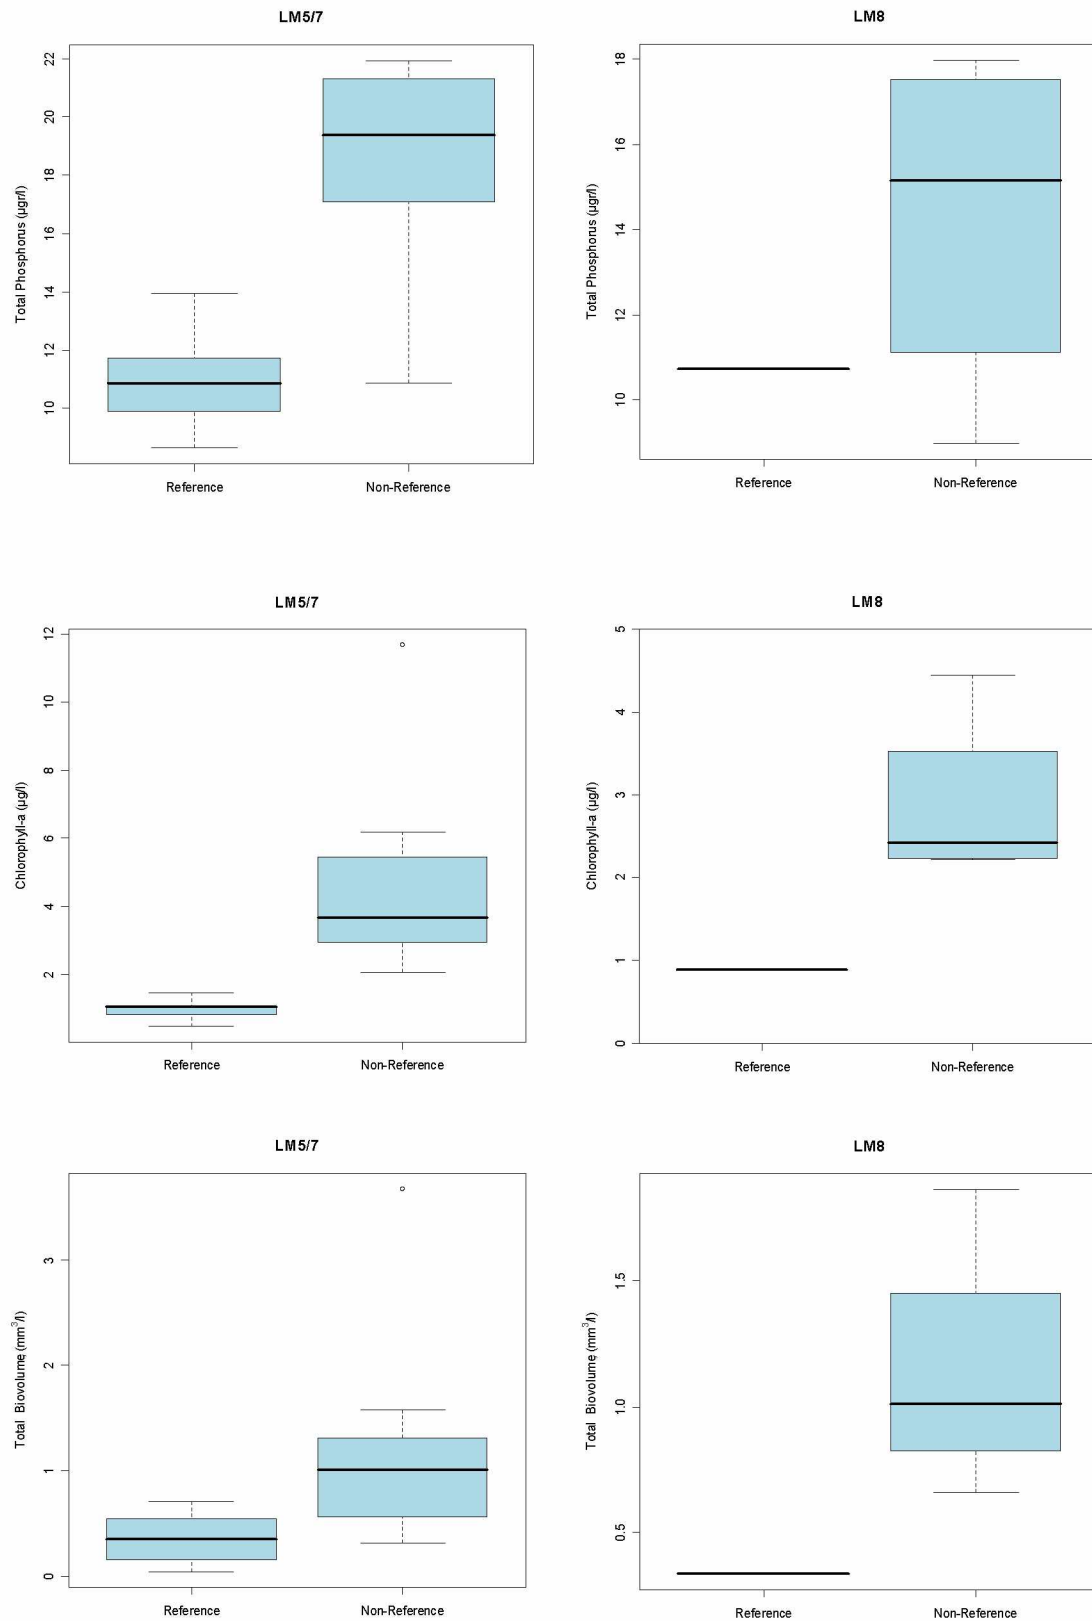 LM5/7
Total Phosphorus (µgr/l)
22
20
18
16
14
12
10
Reference
Non-Reference
LM8
Total Phosphorus (µgr/l)
18
16
14
12
10
Reference
Non-Reference
LM5/7
Chlorophyll-a (µg/l)
12
10
8
6
4
2
Reference
Non-Reference
LM8
Chlorophyll-a (µg/l)
5
4
3
2
1
0
Reference
Non-Reference
LM5/7
Total Biovolume (mm³/l)
3
2
1
0
Reference
Non-Reference
LM8
Total Biovolume (mm³/l)
1.5
1.0
0.5
Reference
Non-Reference